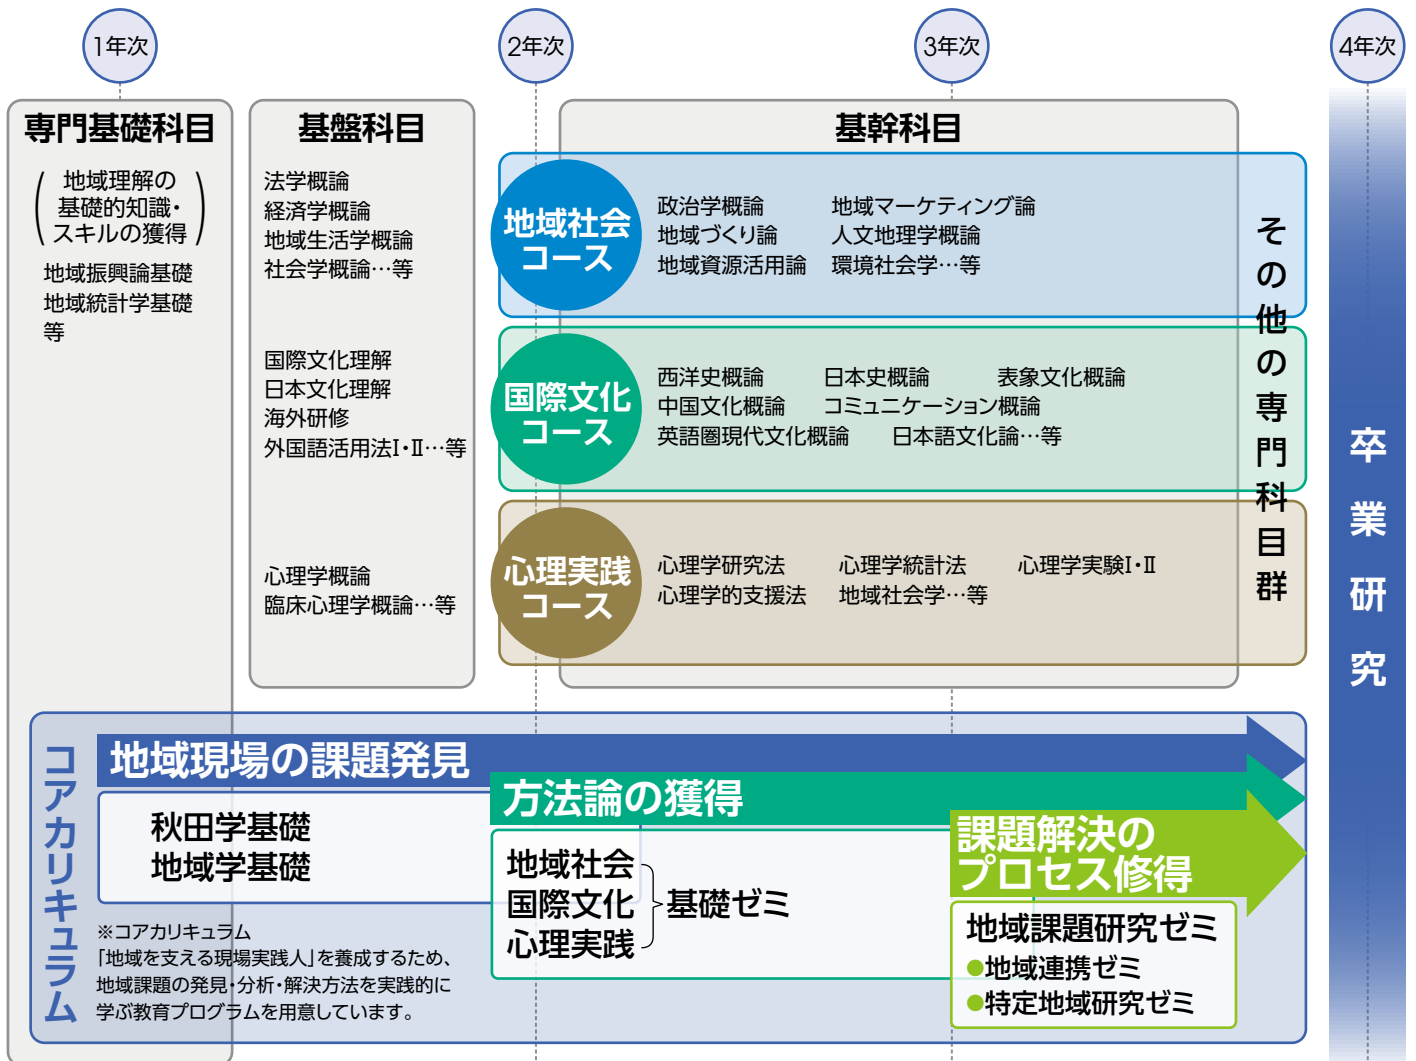 1年次
2年次
3年次
4年次
専門基礎科目
地域理解の
基礎的知識・
スキルの獲得
地域振興論基礎
地域統計学基礎
等
基盤科目
法学概論
経済学概論
地域生活学概論
社会学概論…等
国際文化理解
日本文化理解
海外研修
外国語活用法I・II…等
心理学概論
臨床心理学概論…等
基幹科目
地域社会
コース
政治学概論 地域マーケティング論
地域づくり論 人文地理学概論
地域資源活用論 環境社会学…等
国際文化
コース
西洋史概論 日本史概論 表象文化概論
中国文化概論 コミュニケーション概論
英語圏現代文化概論 日本語文化論…等
心理実践
コース
心理学研究法 心理学統計法 心理学実験I・II
心理学的支援法 地域社会学…等
その他の専門科目群
卒業研究
コアカリキュラム
地域現場の課題発見
秋田学基礎
地域学基礎
方法論の獲得
地域社会
国際文化
心理実践
基礎ゼミ
課題解決の
プロセス修得
地域課題研究ゼミ
●地域連携ゼミ
●特定地域研究ゼミ
※コアカリキュラム
「地域を支える現場実践人」を養成するため、
地域課題の発見・分析・解決方法を実践的に
学ぶ教育プログラムを用意しています。